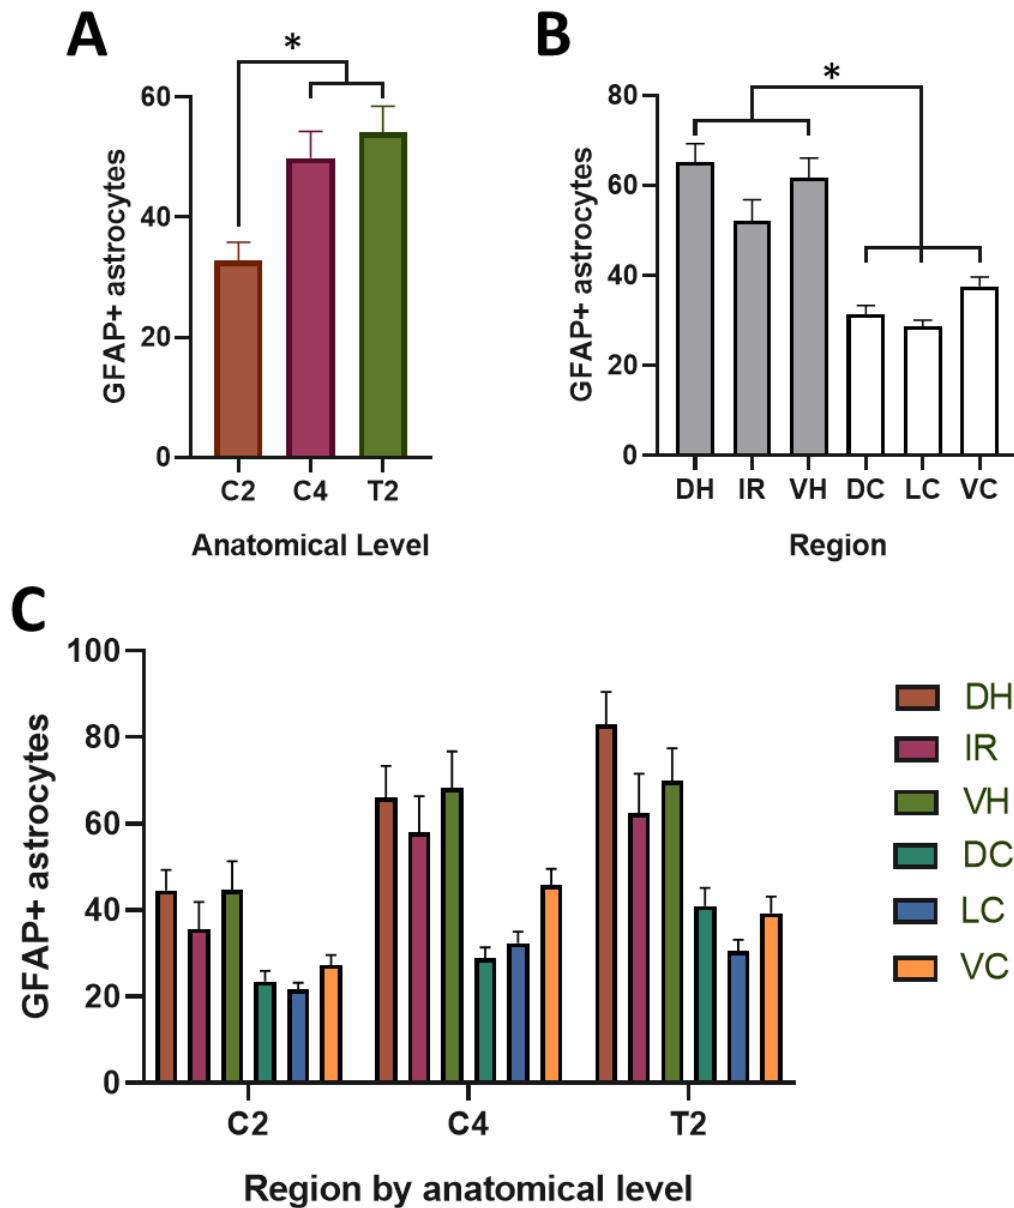 A
*
GFAP+ astrocytes
60
40
20
0
C2 C4 T2
Anatomical Level
B
*
GFAP+ astrocytes
80
60
40
20
0
DH IR VH DC LC VC
Region
C
GFAP+ astrocytes
100
80
60
40
20
0
C2 C4 T2
Region by anatomical level
DH
IR
VH
DC
LC
VC